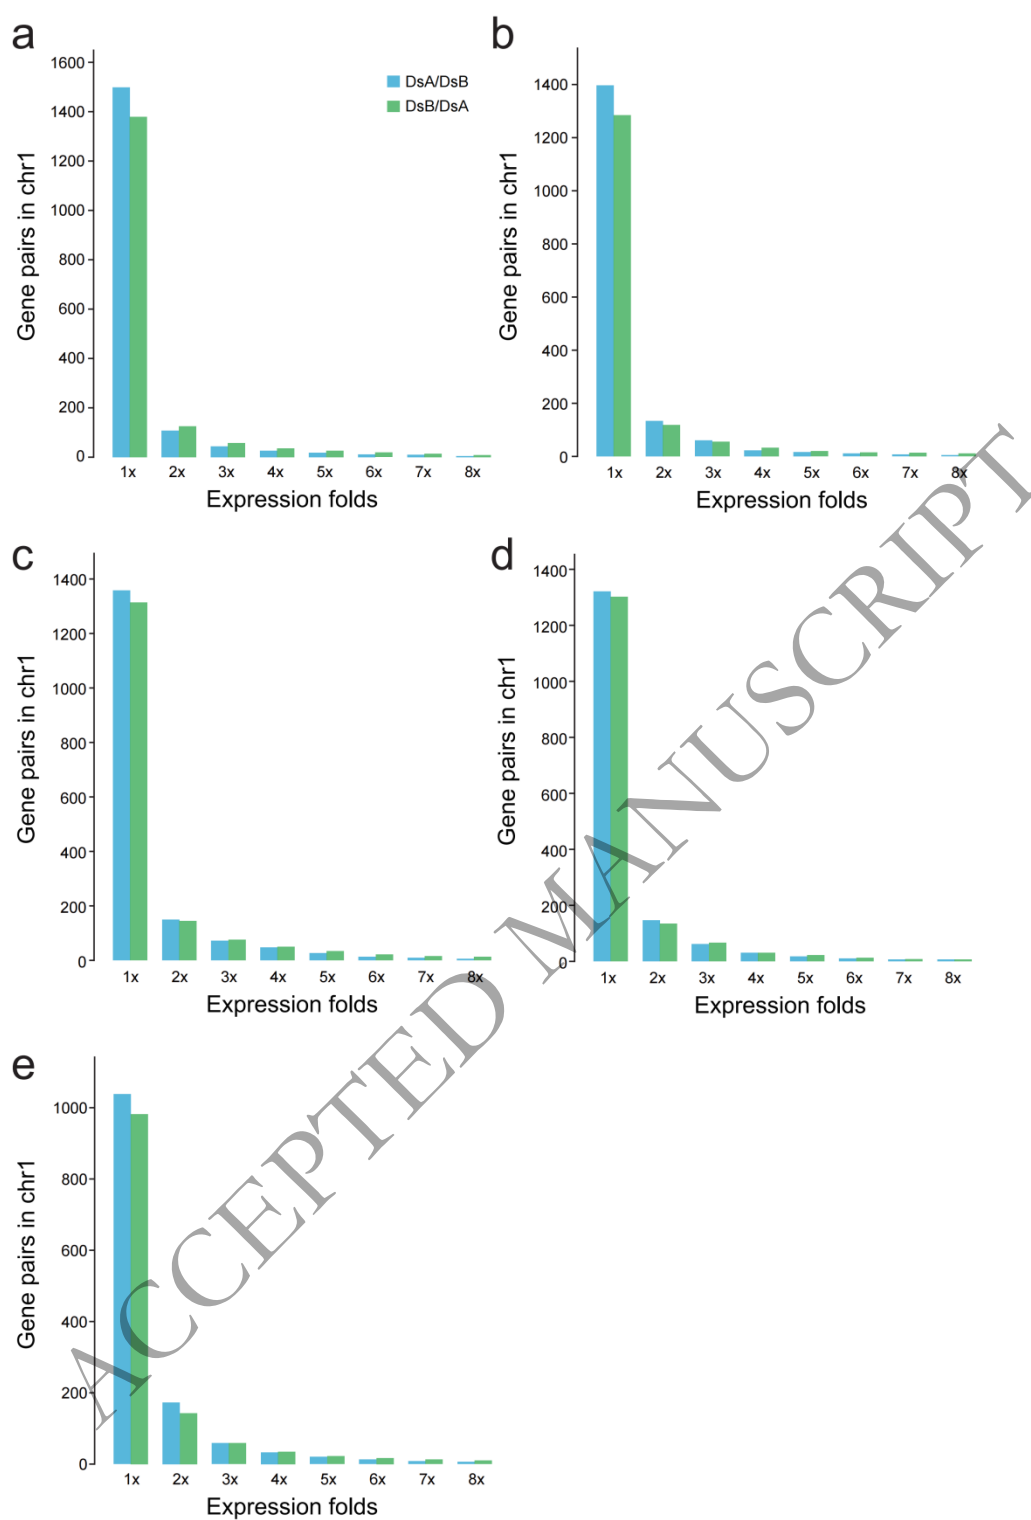 a
1600
1400
1200
1000
800
600
400
200
0
Gene pairs in chr1
DsA/DsB
DsB/DsA
1x 2x 3x 4x 5x 6x 7x 8x
Expression folds
b
1400
1200
1000
800
600
400
200
0
Gene pairs in chr1
1x 2x 3x 4x 5x 6x 7x 8x
Expression folds
c
1400
1200
1000
800
600
400
200
0
Gene pairs in chr1
1x 2x 3x 4x 5x 6x 7x 8x
Expression folds
d
1400
1200
1000
800
600
400
200
0
Gene pairs in chr1
1x 2x 3x 4x 5x 6x 7x 8x
Expression folds
e
1000
800
600
400
200
0
Gene pairs in chr1
1x 2x 3x 4x 5x 6x 7x 8x
Expression folds
ACCEPTED MANUSCRIPT